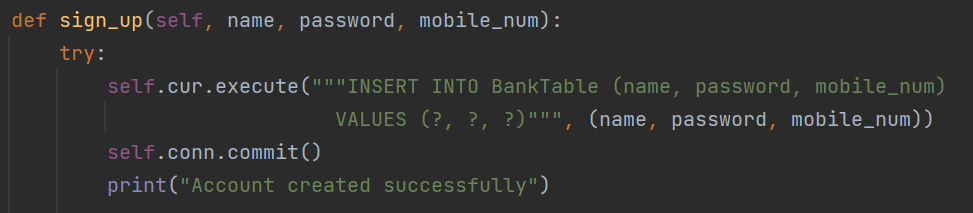 def sign_up(self, name, password, mobile_num):
    try:
        self.cur.execute("""INSERT INTO BankTable (name, password, mobile_num)
                           VALUES (?, ?, ?)""", (name, password, mobile_num))
        self.conn.commit()
        print("Account created successfully")